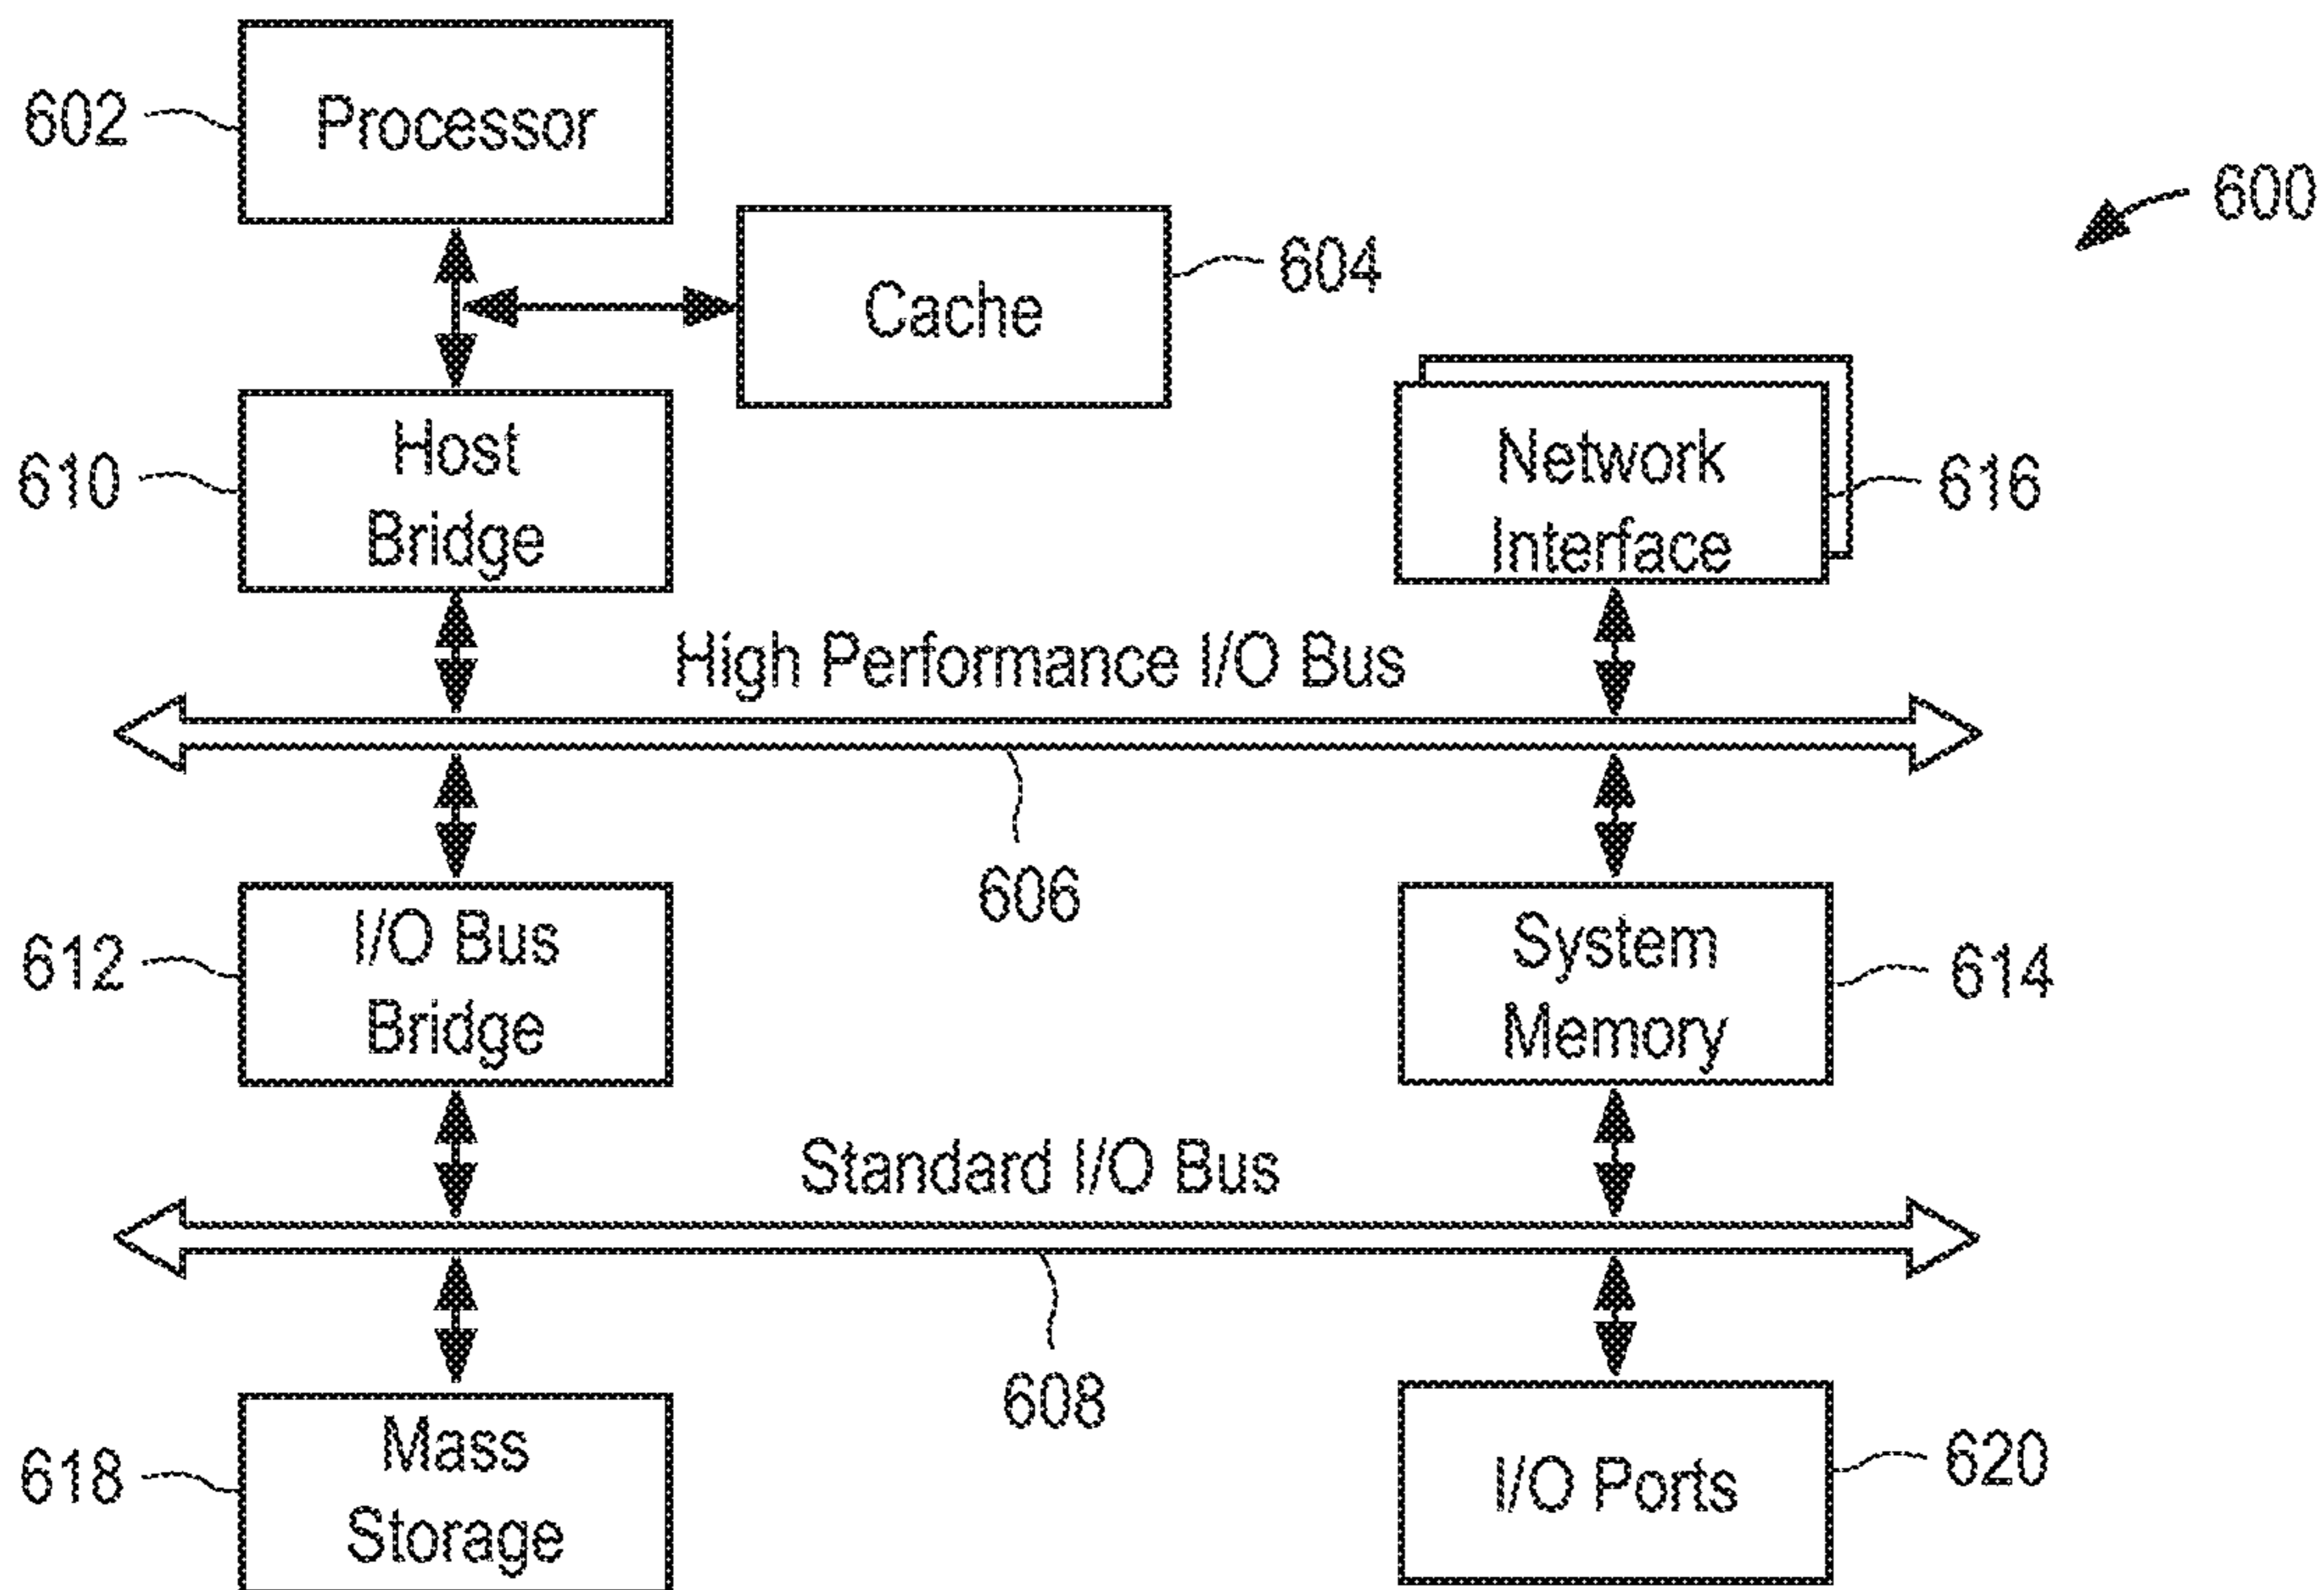 602
Processor
600
Cache
604
610
Host
Bridge
Network
Interface
616
High Performance I/O Bus
606
612
I/O Bus
Bridge
System
Memory
614
Standard I/O Bus
608
618
Mass
Storage
I/O Ports
620